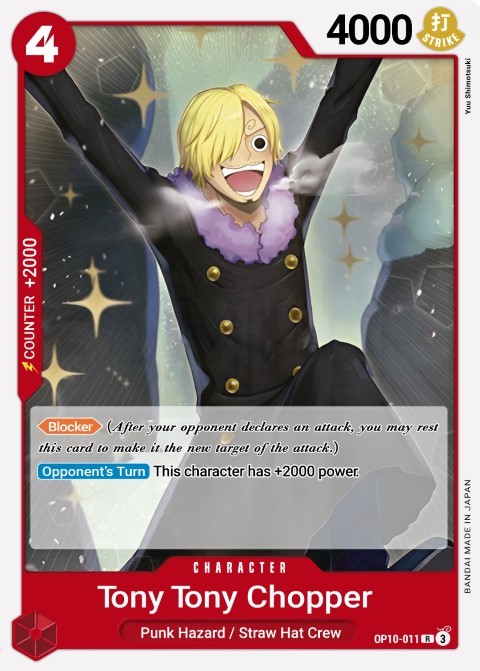 4
4000
打
STRIKE
Yuu Shimotsuki
COUNTER +2000
Blocker (After your opponent declares an attack, you may rest
this card to make it the new target of the attack.)
Opponent's Turn This character has +2000 power.
BANDAI MADE IN JAPAN
CHARACTER
Tony Tony Chopper
Punk Hazard / Straw Hat Crew
OP10-011 R 3